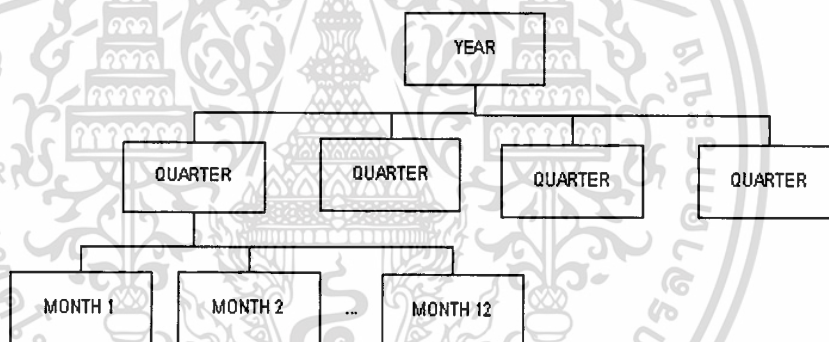 YEAR
QUARTER QUARTER QUARTER QUARTER
MONTH 1 MONTH 2 ... MONTH 12